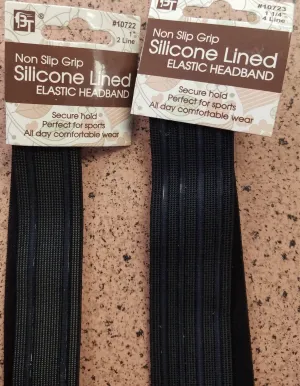 BT
#10722
1"
2 Line
Non Slip Grip
Silicone Lined
ELASTIC HEADBAND
Secure hold
Perfect for sports
All day comfortable wear
#10723
1 1/4"
4 Line
Non Slip Grip
Silicone Lined
ELASTIC HEADBAND
Secure hold
Perfect for sports
All day comfortable wear